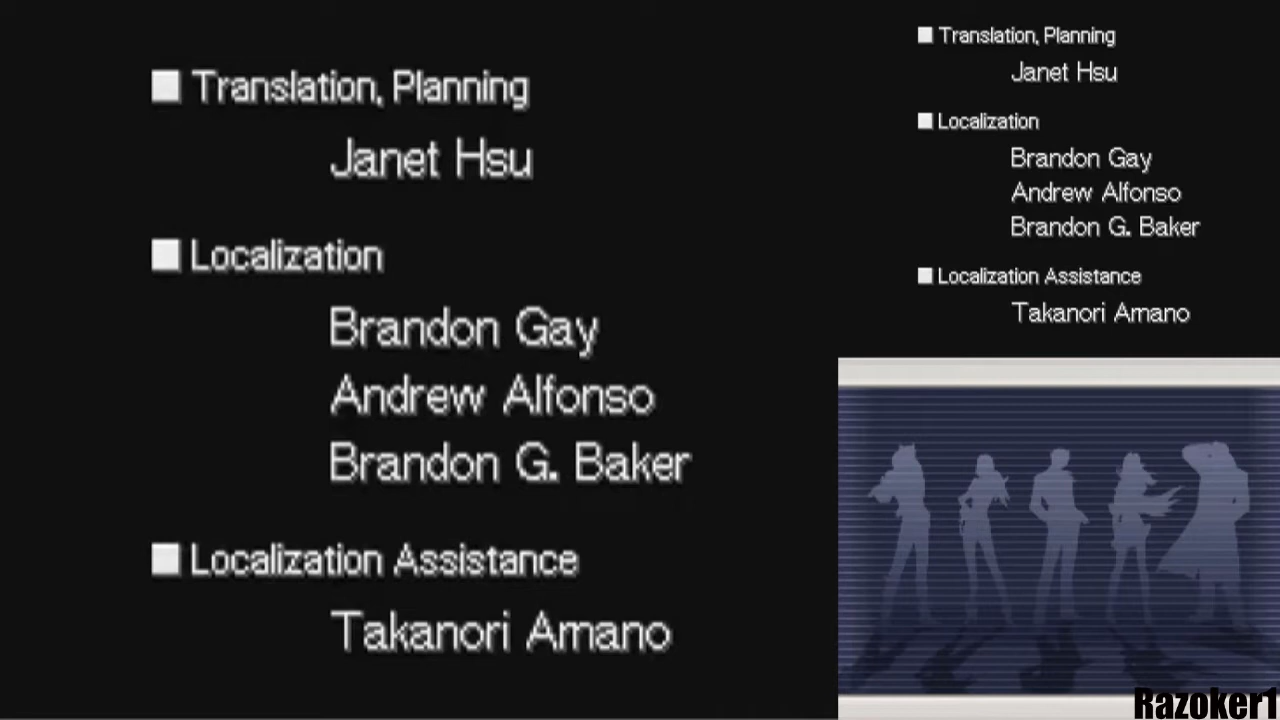 ■ Translation, Planning
Janet Hsu
■ Localization
Brandon Gay
Andrew Alfonso
Brandon G. Baker
■ Localization Assistance
Takanori Amano
■ Translation, Planning
Janet Hsu
■ Localization
Brandon Gay
Andrew Alfonso
Brandon G. Baker
■ Localization Assistance
Takanori Amano
Razoker1